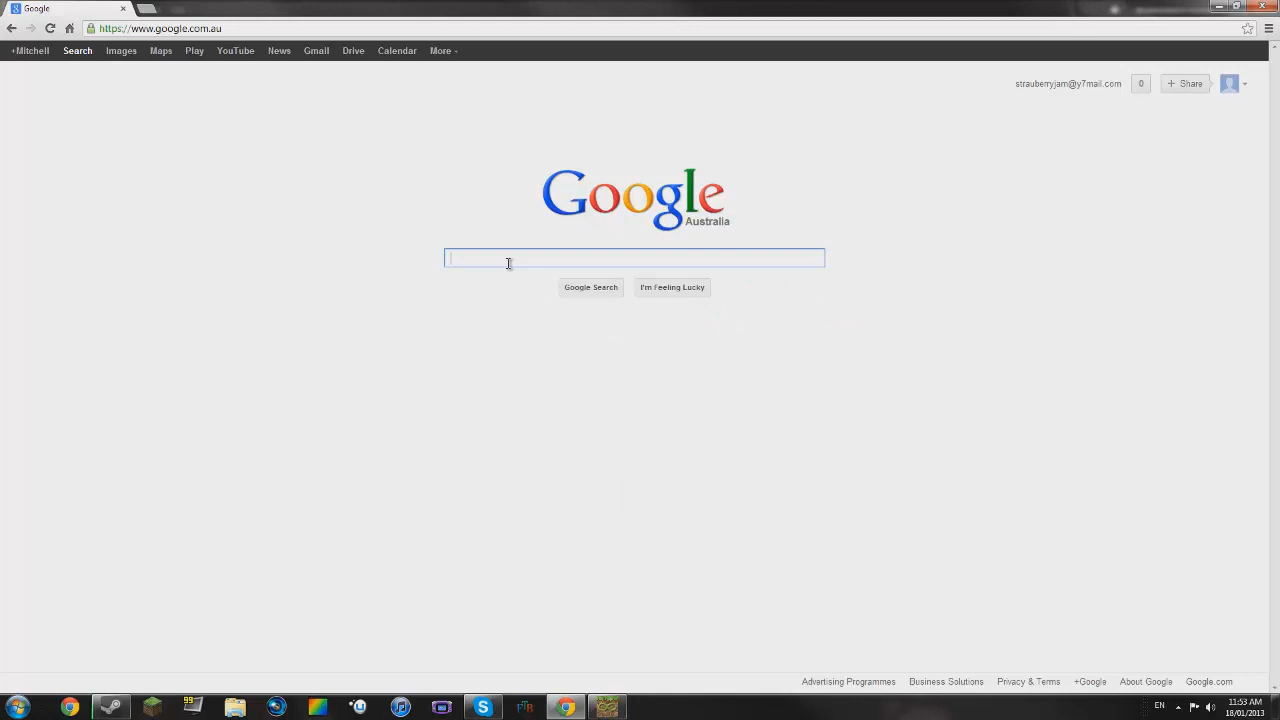 Google
https://www.google.com.au
+Mitchell Search Images Maps Play YouTube News Gmail Drive Calendar More
strauberryjam@y7mail.com 0 + Share
Google
Australia
Google Search I'm Feeling Lucky
Advertising Programmes Business Solutions Privacy & Terms +Google About Google Google.com
99
EN 11:53 AM
18/01/2013